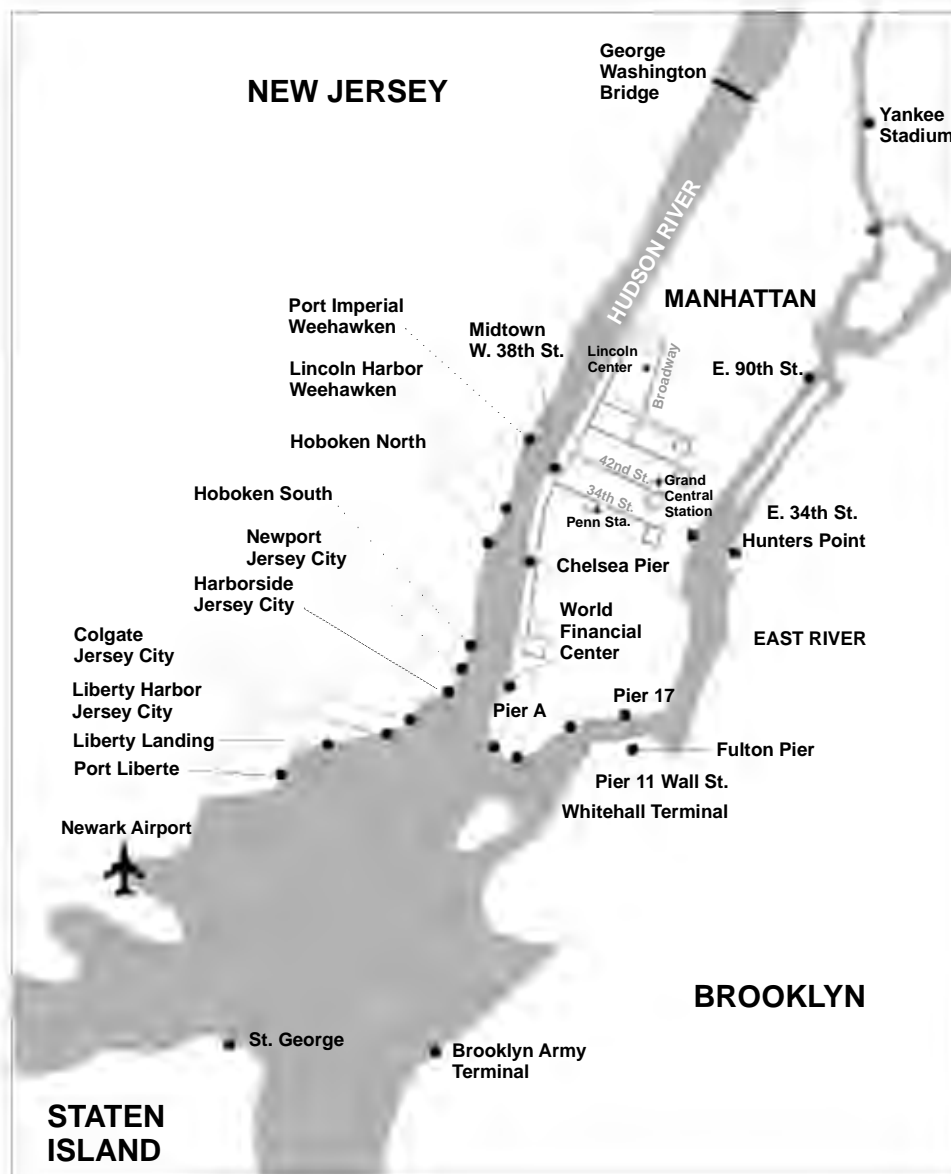 George
Washington
Bridge
NEW JERSEY
Yankee
Stadium
HUDSON RIVER
MANHATTAN
Port Imperial
Weehawken
Midtown
W. 38th St.
Lincoln
Center
Broadway
E. 90th St.
Lincoln Harbor
Weehawken
Hoboken North
42nd St.
Grand
Central
Station
Hoboken South
34th St.
Penn Sta.
E. 34th St.
Hunters Point
Newport
Jersey City
Chelsea Pier
Harborside
Jersey City
World
Financial
Center
EAST RIVER
Colgate
Jersey City
Liberty Harbor
Jersey City
Pier A
Pier 17
Liberty Landing
Fulton Pier
Port Liberte
Pier 11 Wall St.
Whitehall Terminal
Newark Airport
BROOKLYN
St. George
Brooklyn Army
Terminal
STATEN
ISLAND